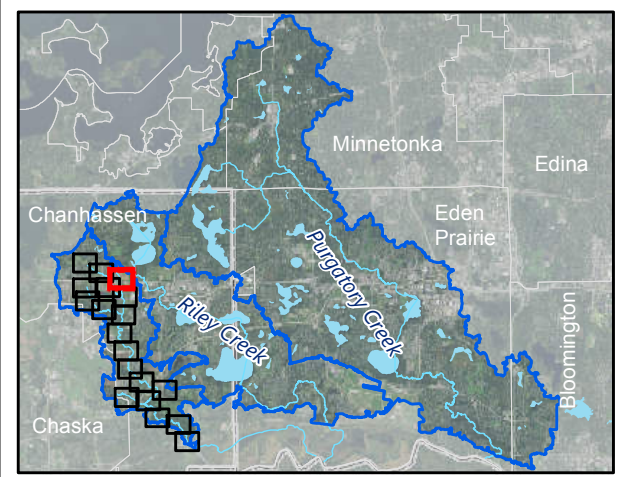 Minnetonka
Edina
Chanhassen
Eden
Prairie
Purgatory Creek
Riley Creek
Bloomington
Chaska